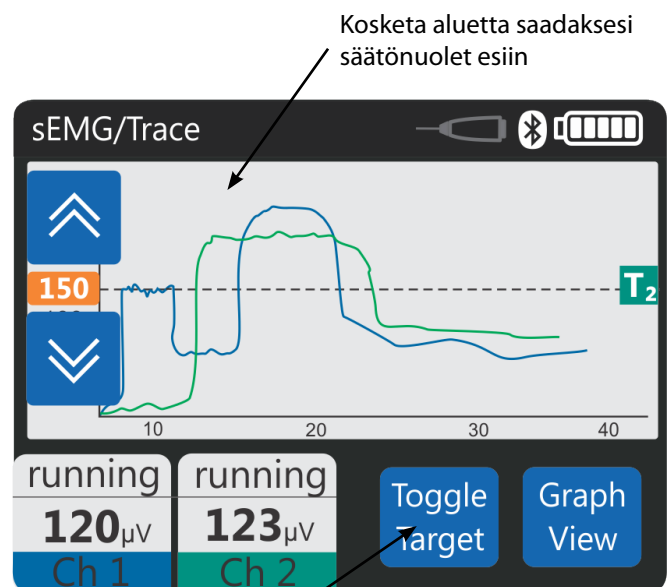 Kosketa aluetta saadaksesi
säätönuolet esiin
sEMG/Trace
150
T2
10 20 30 40
running running
120µV 123µV
Ch 1 Ch 2
Toggle
Target
Graph
View